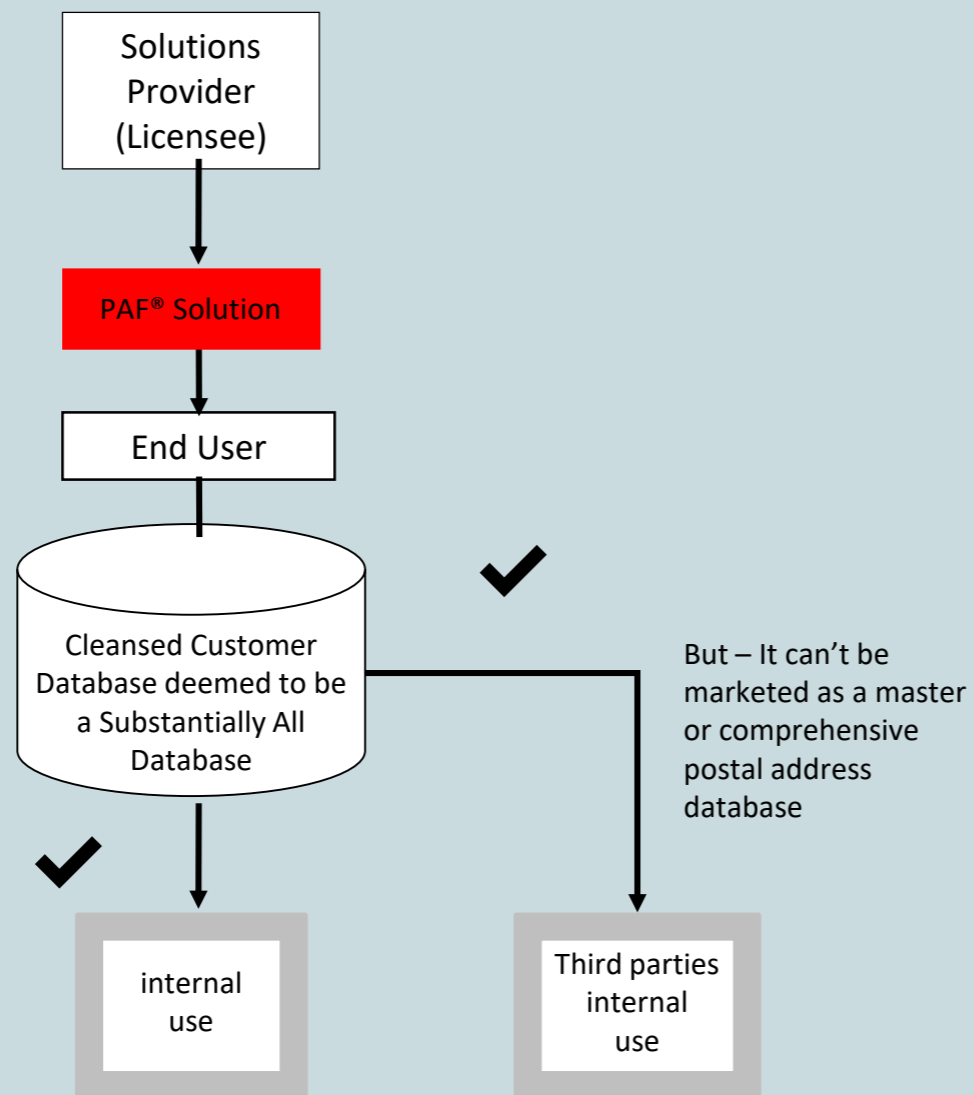 Solutions
Provider
(Licensee)
PAF® Solution
End User
Cleansed Customer
Database deemed to be
a Substantially All
Database
But – It can’t be
marketed as a master
or comprehensive
postal address
database
internal
use
Third parties
internal
use